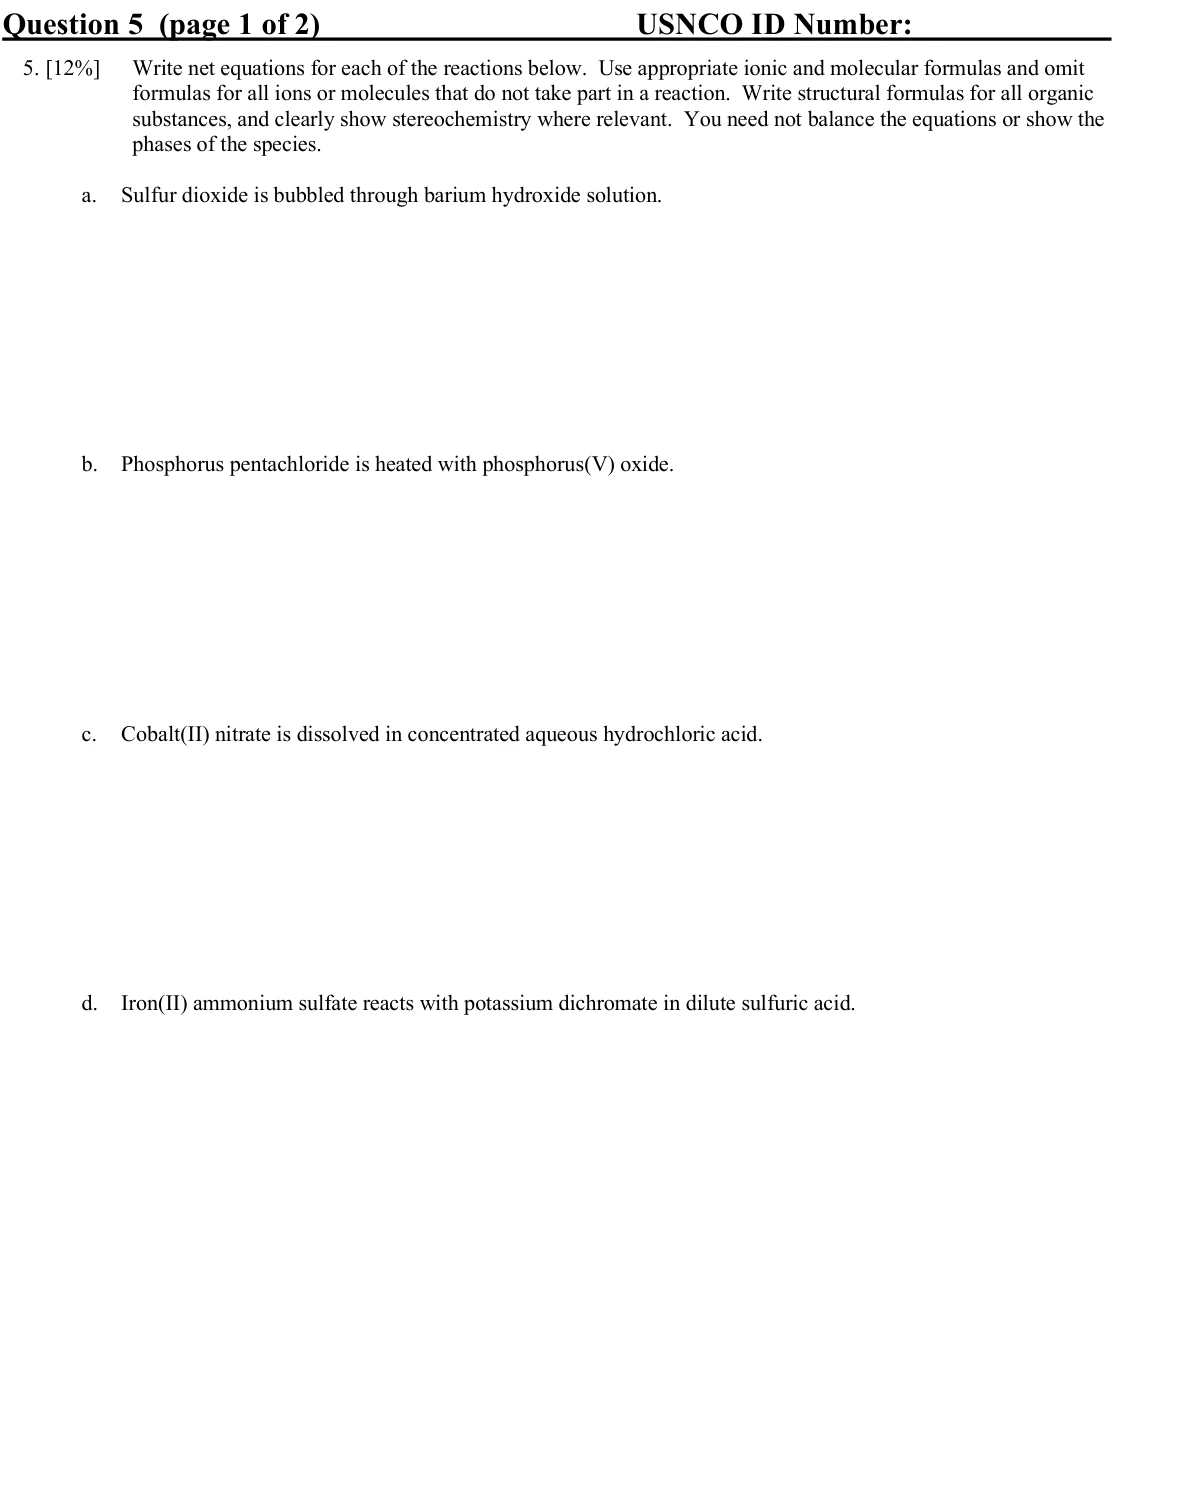 Question 5 (page 1 of 2) USNCO ID Number:
5. [12%] Write net equations for each of the reactions below. Use appropriate ionic and molecular formulas and omit
formulas for all ions or molecules that do not take part in a reaction. Write structural formulas for all organic
substances, and clearly show stereochemistry where relevant. You need not balance the equations or show the
phases of the species.
a. Sulfur dioxide is bubbled through barium hydroxide solution.
b. Phosphorus pentachloride is heated with phosphorus(V) oxide.
c. Cobalt(II) nitrate is dissolved in concentrated aqueous hydrochloric acid.
d. Iron(II) ammonium sulfate reacts with potassium dichromate in dilute sulfuric acid.